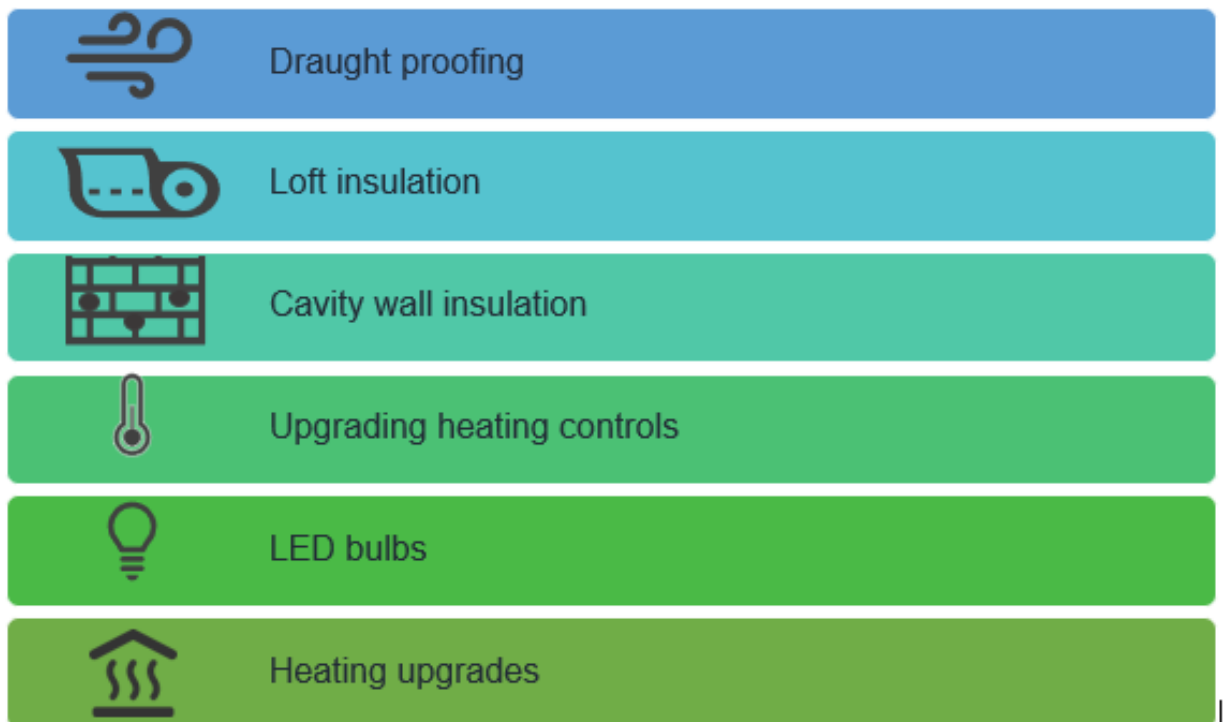 Draught proofing
Loft insulation
Cavity wall insulation
Upgrading heating controls
LED bulbs
Heating upgrades